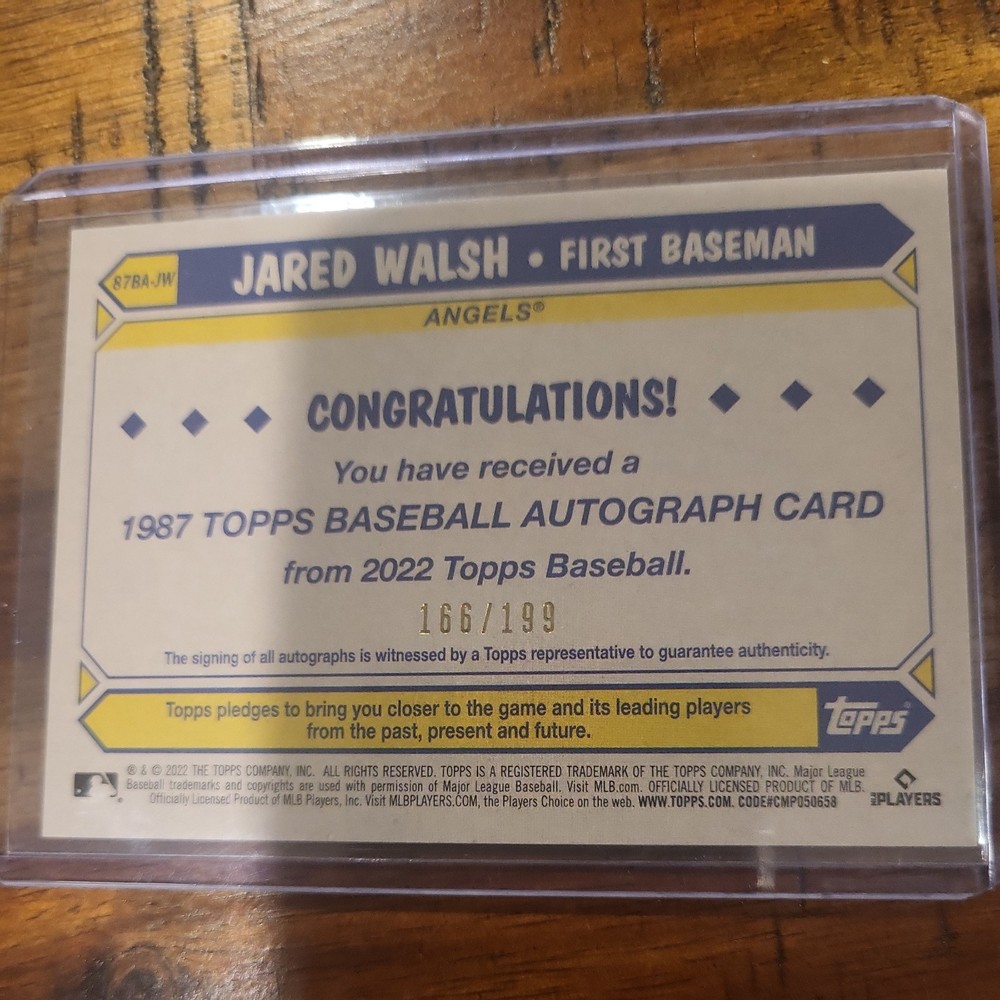 87BA-JW
JARED WALSH • FIRST BASEMAN
ANGELS®
CONGRATULATIONS!
You have received a
1987 TOPPS BASEBALL AUTOGRAPH CARD
from 2022 Topps Baseball.
166/199
The signing of all autographs is witnessed by a Topps representative to guarantee authenticity.
Topps pledges to bring you closer to the game and its leading players
from the past, present and future.
topps®
® & © 2022 THE TOPPS COMPANY, INC. ALL RIGHTS RESERVED. TOPPS IS A REGISTERED TRADEMARK OF THE TOPPS COMPANY, INC. Major League
Baseball trademarks and copyrights are used with permission of Major League Baseball. Visit MLB.com. OFFICIALLY LICENSED PRODUCT OF MLB.
Officially Licensed Product of MLB Players, Inc. Visit MLBPLAYERS.COM, the Players Choice on the web. WWW.TOPPS.COM. CODE#CMP050658
MLB PLAYERS